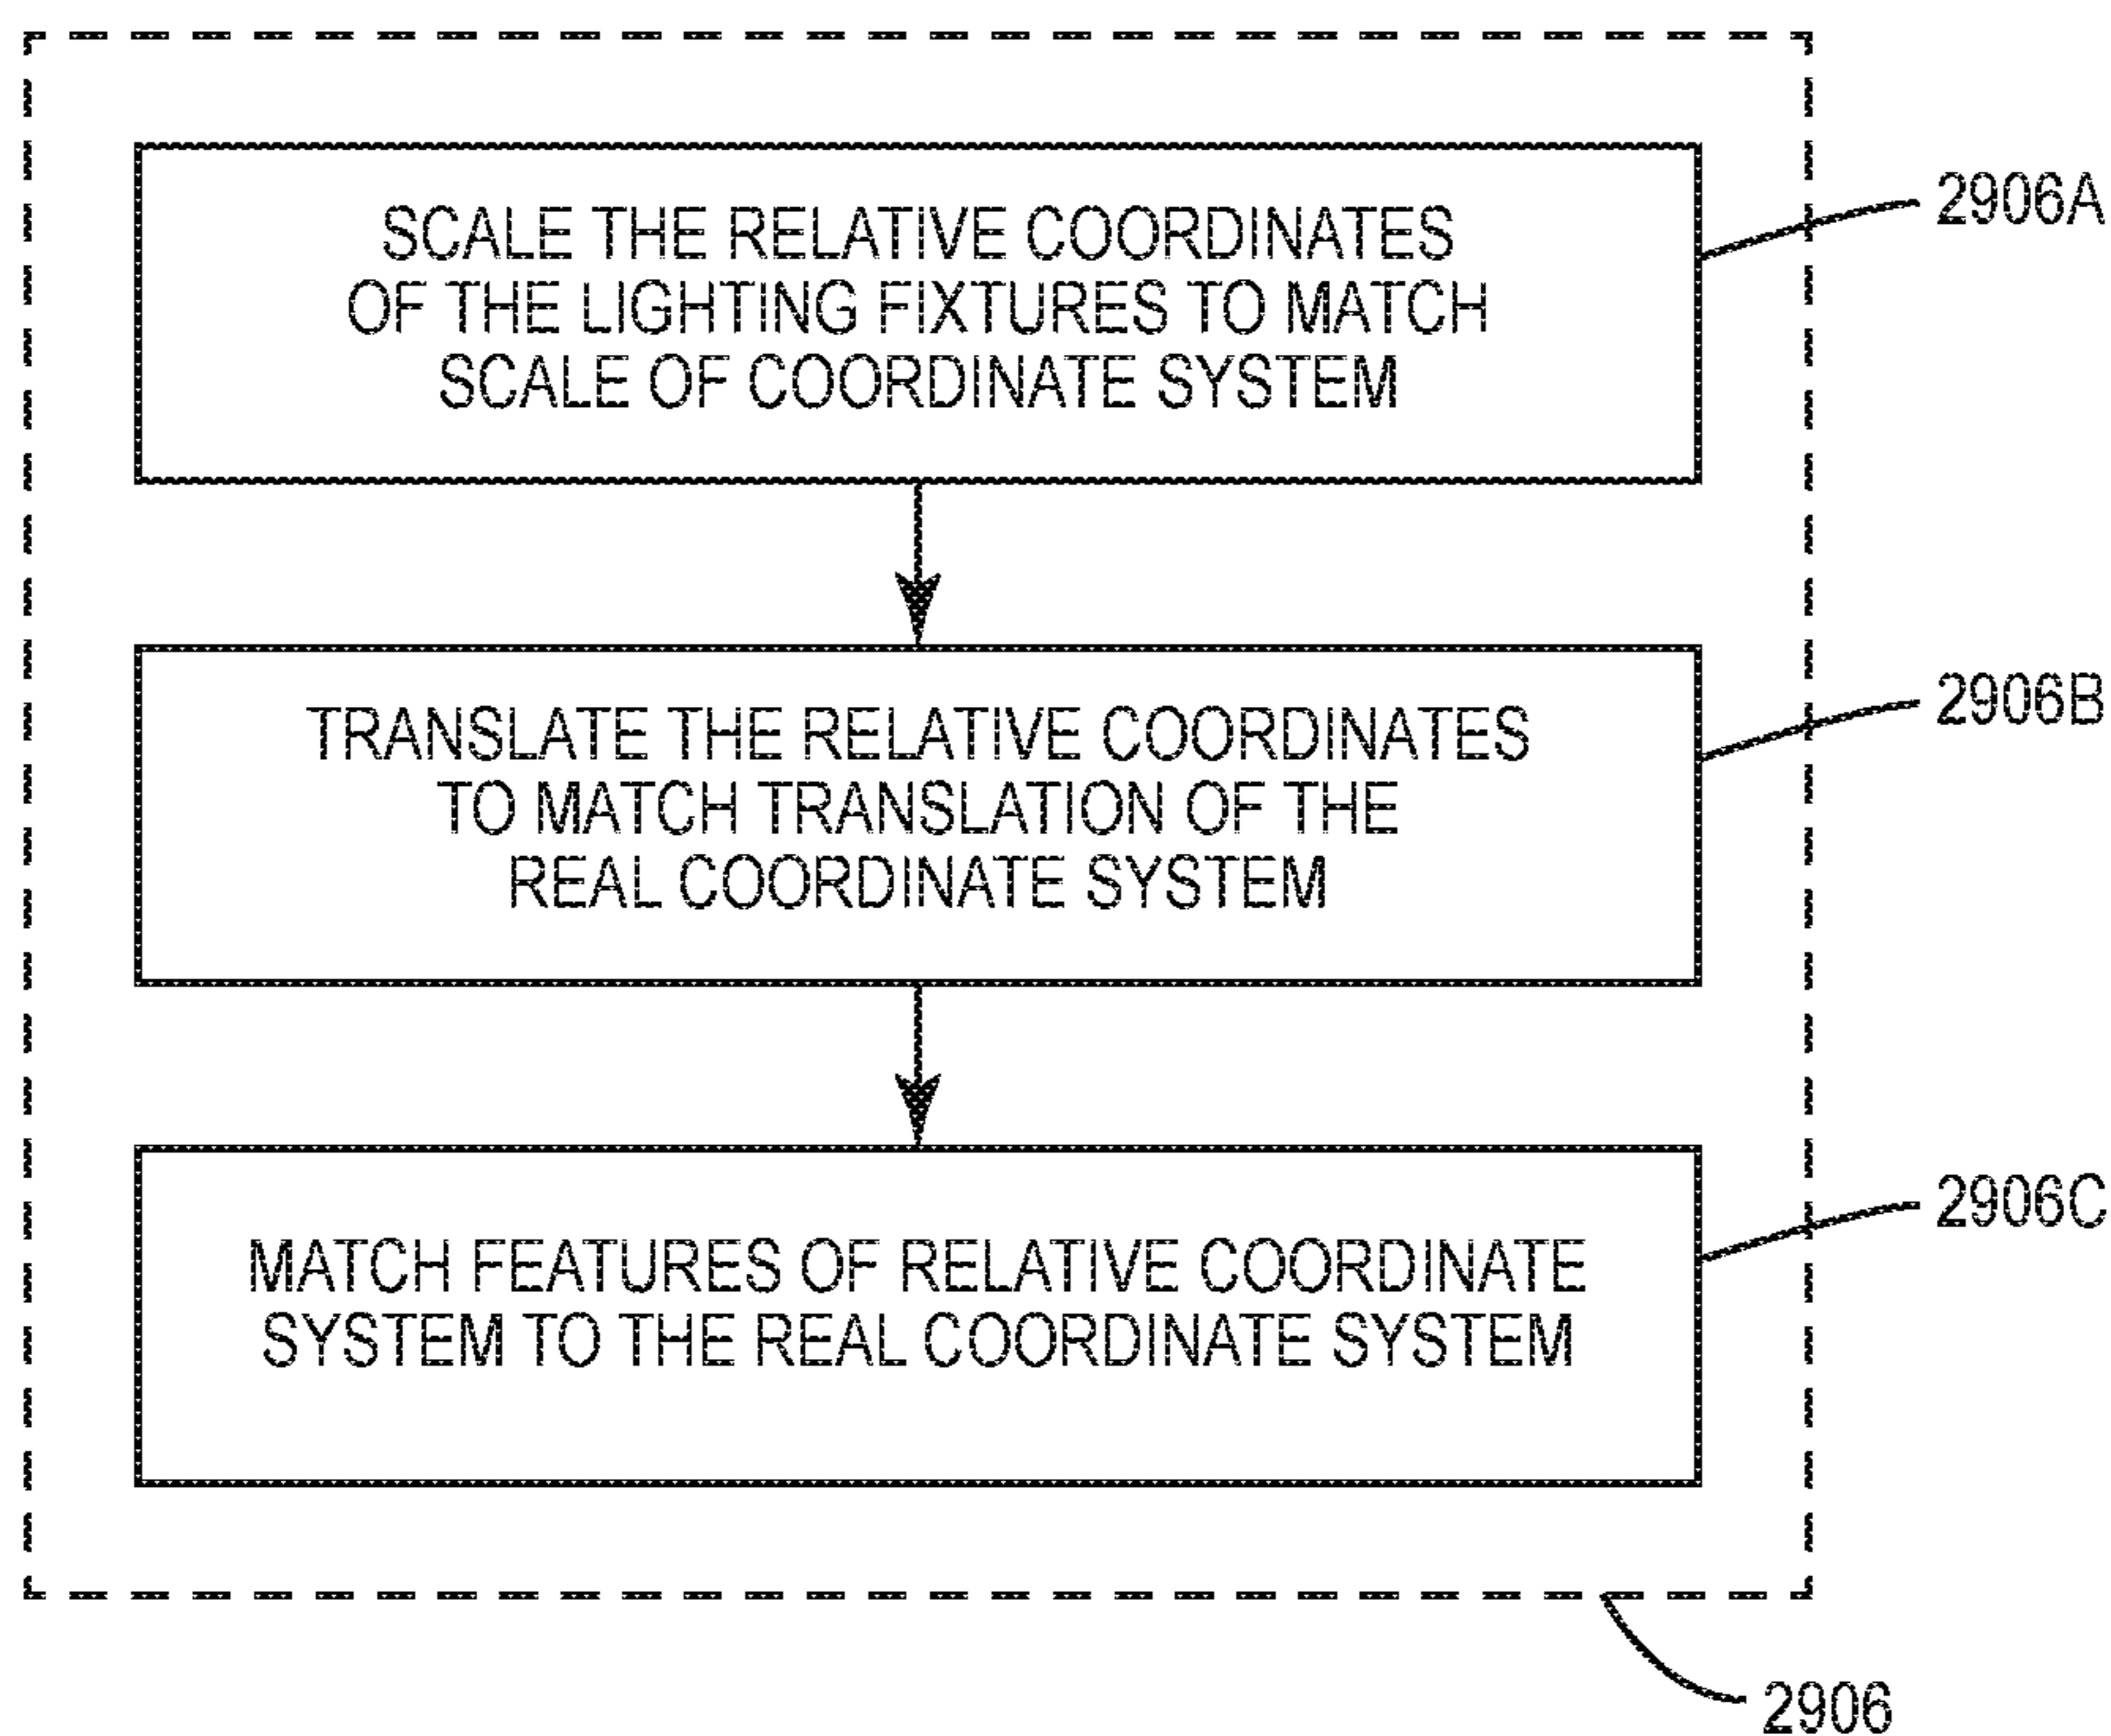 SCALE THE RELATIVE COORDINATES
OF THE LIGHTING FIXTURES TO MATCH
SCALE OF COORDINATE SYSTEM
2906A
TRANSLATE THE RELATIVE COORDINATES
TO MATCH TRANSLATION OF THE
REAL COORDINATE SYSTEM
2906B
MATCH FEATURES OF RELATIVE COORDINATE
SYSTEM TO THE REAL COORDINATE SYSTEM
2906C
2906